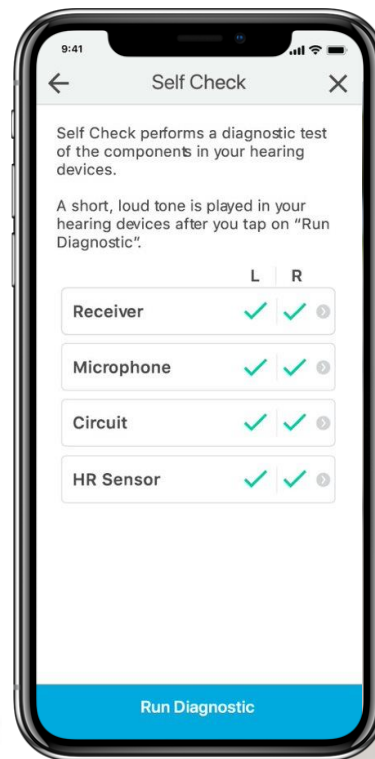 9:41
Self Check
Self Check performs a diagnostic test
of the components in your hearing
devices.
A short, loud tone is played in your
hearing devices after you tap on “Run
Diagnostic”.
L R
Receiver
Microphone
Circuit
HR Sensor
Run Diagnostic